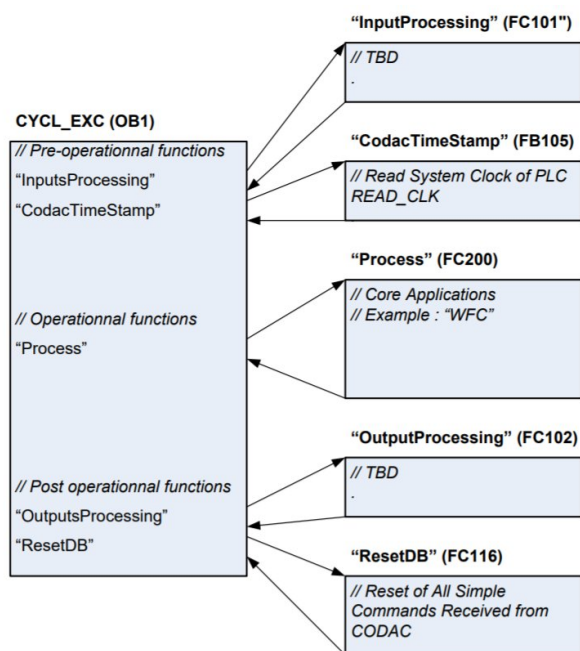 “InputProcessing” (FC101")
// TBD
.
CYCL_EXC (OB1)
// Pre-operationnal functions
“InputsProcessing”
“CodacTimeStamp”
“CodacTimeStamp” (FB105)
// Read System Clock of PLC
READ_CLK
“Process” (FC200)
// Core Applications
// Example : “WFC”
// Operationnal functions
“Process”
“OutputProcessing” (FC102)
// TBD
.
// Post operationnal functions
“OutputsProcessing”
“ResetDB”
“ResetDB” (FC116)
// Reset of All Simple
Commands Received from
CODAC